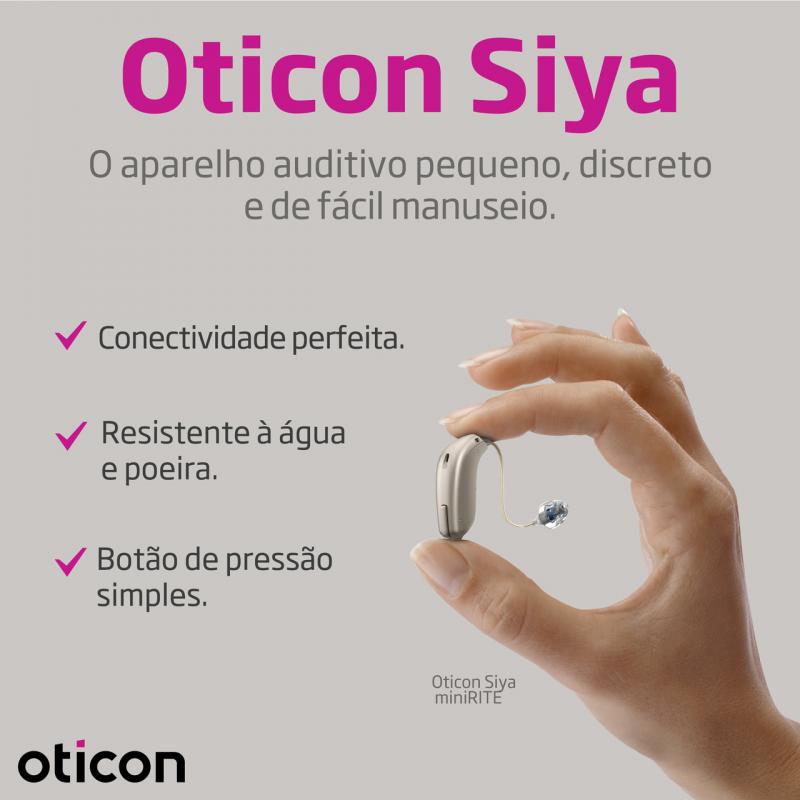 Oticon Siya
O aparelho auditivo pequeno, discreto
e de fácil manuseio.
Conectividade perfeita.
Resistente à água
e poeira.
Botão de pressão
simples.
Oticon Siya
miniRITE
oticon